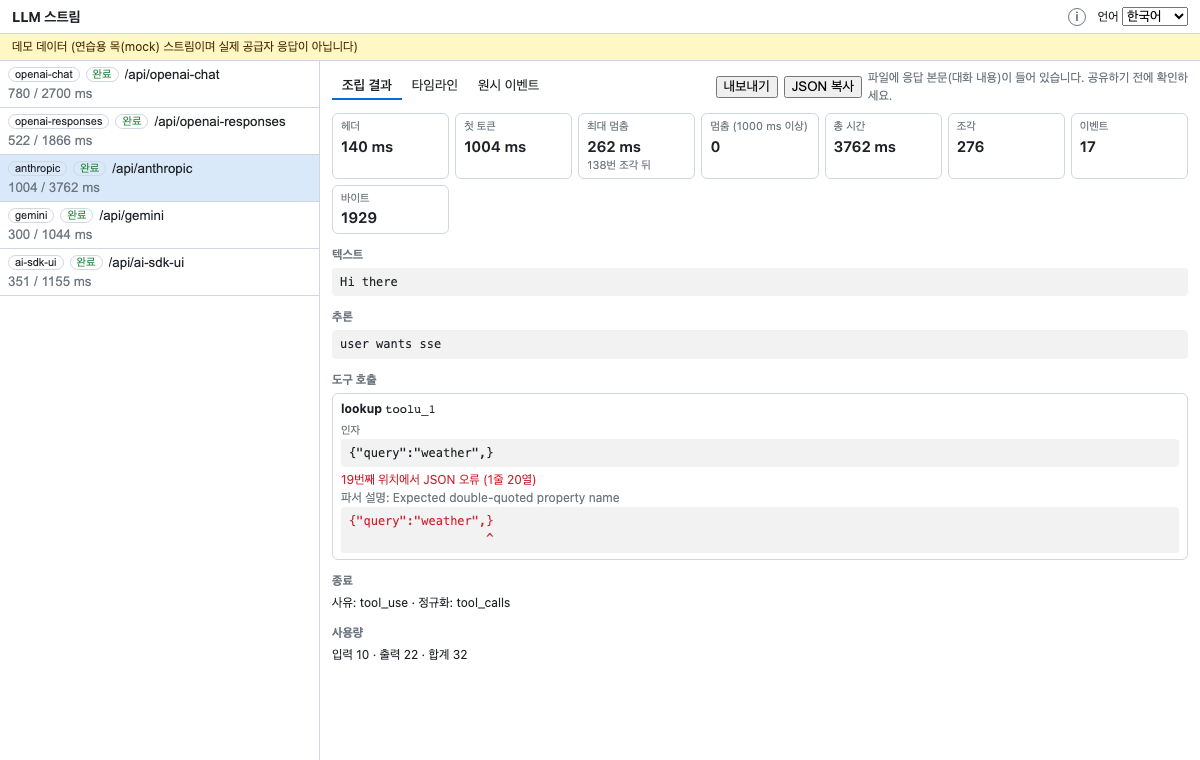 LLM 스트림
ⓘ 언어 한국어
데모 데이터 (연습용 목(mock) 스트림이며 실제 공급자 응답이 아닙니다)
openai-chat 완료 /api/openai-chat
780 / 2700 ms
openai-responses 완료 /api/openai-responses
522 / 1866 ms
anthropic 완료 /api/anthropic
1004 / 3762 ms
gemini 완료 /api/gemini
300 / 1044 ms
ai-sdk-ui 완료 /api/ai-sdk-ui
351 / 1155 ms
조립 결과 타임라인 원시 이벤트
내보내기 JSON 복사
파일에 응답 본문(대화 내용)이 들어 있습니다. 공유하기 전에 확인하
세요.
헤더
140 ms
첫 토큰
1004 ms
최대 멈춤
262 ms
138번 조각 뒤
멈춤 (1000 ms 이상)
0
총 시간
3762 ms
조각
276
이벤트
17
바이트
1929
텍스트
Hi there
추론
user wants sse
도구 호출
lookup toolu_1
인자
{"query":"weather",}
19번째 위치에서 JSON 오류 (1줄 20열)
파서 설명: Expected double-quoted property name
{"query":"weather",}
^
종료
사유: tool_use · 정규화: tool_calls
사용량
입력 10 · 출력 22 · 합계 32